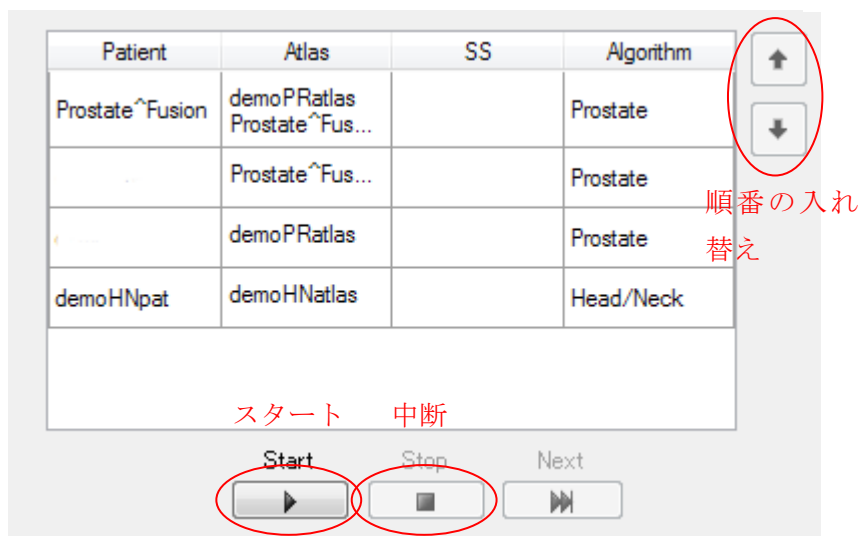 Patient Atlas SS Algorithm
Prostate^Fusion demoPRatlas Prostate
Prostate^Fus...
Prostate^Fus... Prostate
順番の入れ
demoPRatlas Prostate
替え
demoHNpat demoHNatlas Head/Neck
スタート 中断
Start Stop Next